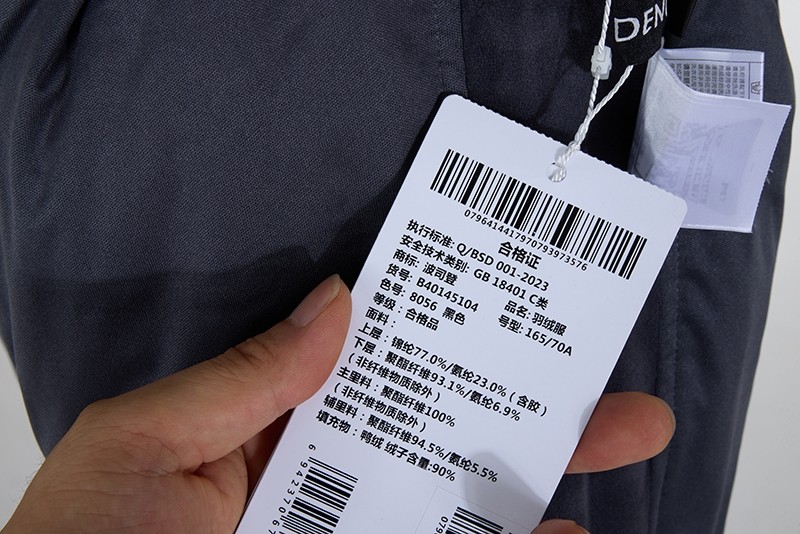 DEN
0796414417970793973576
合格证
执行标准: Q/BSD 001-2023
安全技术类别: GB 18401 C类
商标: 波司登
品名: 羽绒服
货号: B40145104
号型: 165/70A
色号: 8056 黑色
等级: 合格品
面料:
上层: 锦纶77.0%/氨纶23.0% (含胶)
下层: 聚酯纤维93.1%/氨纶6.9%
(非纤维物质除外)
主里料: 聚酯纤维100%
(非纤维物质除外)
辅里料: 聚酯纤维94.5%/氨纶5.5%
填充物: 鸭绒 绒子含量:90%
694237067
079